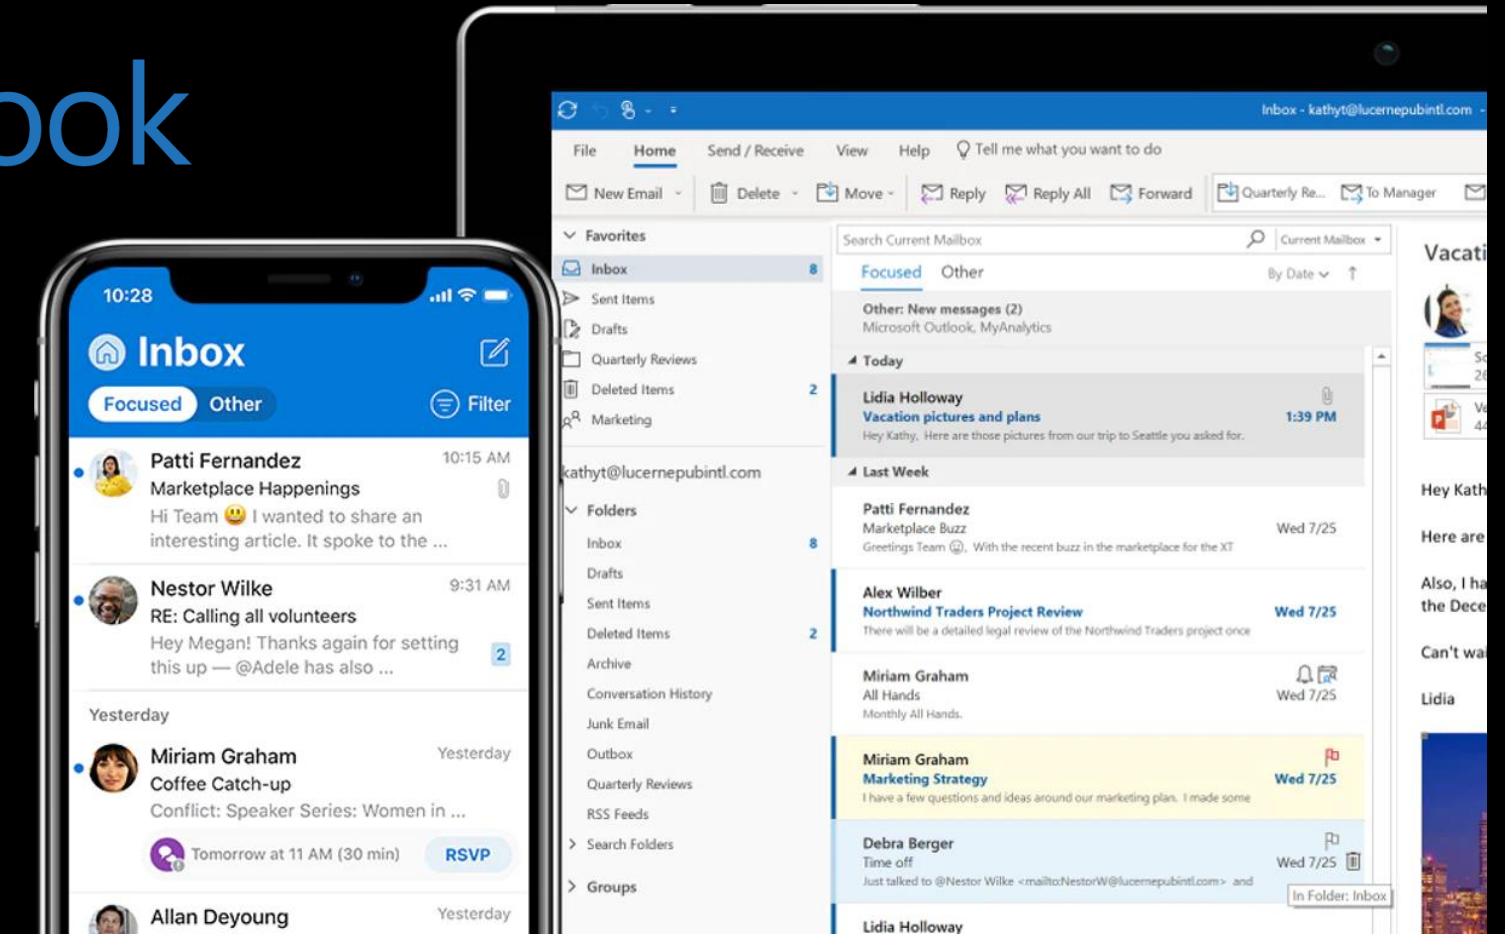 ook
10:28
Inbox
Focused Other Filter
Patti Fernandez 10:15 AM
Marketplace Happenings
Hi Team 😃 I wanted to share an
interesting article. It spoke to the ...
Nestor Wilke 9:31 AM
RE: Calling all volunteers
Hey Megan! Thanks again for setting
this up — @Adele has also ... 2
Yesterday
Miriam Graham Yesterday
Coffee Catch-up
Conflict: Speaker Series: Women in ...
Tomorrow at 11 AM (30 min) RSVP
Allan Deyoung Yesterday
Inbox - kathyt@lucernepubintl.com -
File Home Send / Receive View Help Tell me what you want to do
New Email Delete Move Reply Reply All Forward Quarterly Re... To Manager
Favorites
Inbox 8
Sent Items
Drafts
Quarterly Reviews
Deleted Items 2
Marketing
kathyt@lucernepubintl.com
Folders
Inbox 8
Drafts
Sent Items
Deleted Items 2
Archive
Conversation History
Junk Email
Outbox
Quarterly Reviews
RSS Feeds
Search Folders
Groups
Search Current Mailbox Current Mailbox
Focused Other By Date
Other: New messages (2)
Microsoft Outlook, MyAnalytics
Today
Lidia Holloway
Vacation pictures and plans 1:39 PM
Hey Kathy, Here are those pictures from our trip to Seattle you asked for.
Last Week
Patti Fernandez
Marketplace Buzz Wed 7/25
Greetings Team ☺, With the recent buzz in the marketplace for the XT
Alex Wilber
Northwind Traders Project Review Wed 7/25
There will be a detailed legal review of the Northwind Traders project once
Miriam Graham
All Hands Wed 7/25
Monthly All Hands.
Miriam Graham
Marketing Strategy Wed 7/25
I have a few questions and ideas around our marketing plan. I made some
Debra Berger
Time off Wed 7/25
Just talked to @Nestor Wilke <mailto:NestorW@lucernepubintl.com> and
In Folder: Inbox
Lidia Holloway
Vacati
Sc
26
Ve
44
Hey Kath
Here are
Also, I ha
the Dece
Can't wai
Lidia